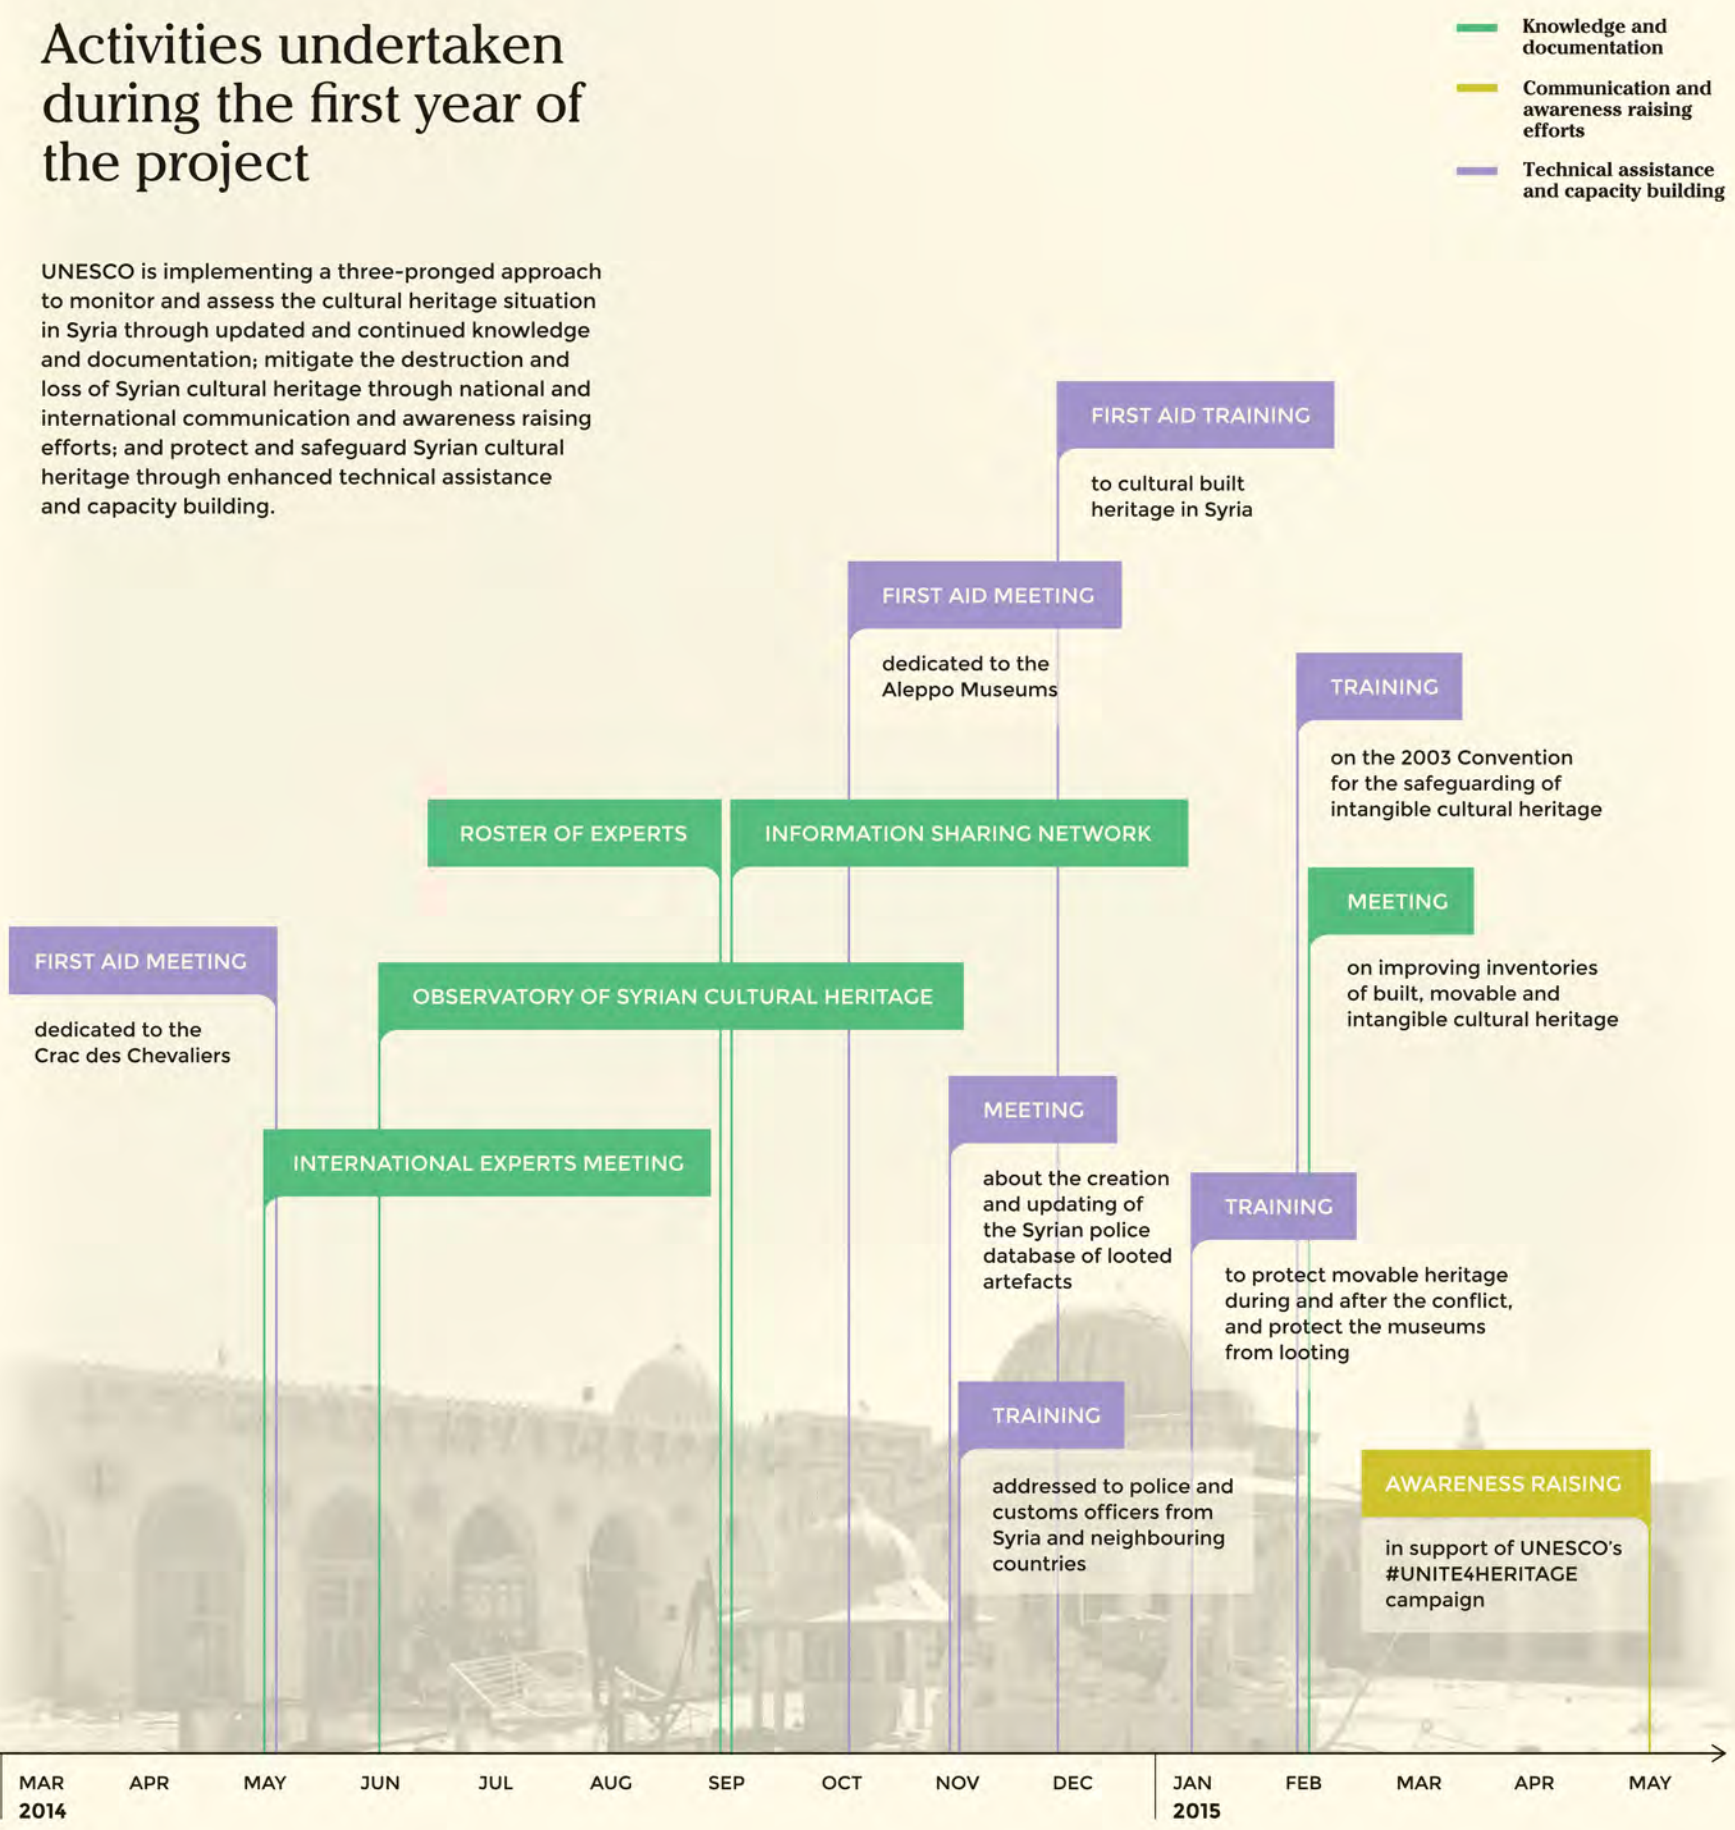 Activities undertaken
during the first year of
the project
Knowledge and
documentation
Communication and
awareness raising
efforts
Technical assistance
and capacity building
UNESCO is implementing a three-pronged approach
to monitor and assess the cultural heritage situation
in Syria through updated and continued knowledge
and documentation; mitigate the destruction and
loss of Syrian cultural heritage through national and
international communication and awareness raising
efforts; and protect and safeguard Syrian cultural
heritage through enhanced technical assistance
and capacity building.
FIRST AID TRAINING
to cultural built
heritage in Syria
FIRST AID MEETING
dedicated to the
Aleppo Museums
TRAINING
on the 2003 Convention
for the safeguarding of
intangible cultural heritage
ROSTER OF EXPERTS
INFORMATION SHARING NETWORK
MEETING
on improving inventories
of built, movable and
intangible cultural heritage
FIRST AID MEETING
dedicated to the
Crac des Chevaliers
OBSERVATORY OF SYRIAN CULTURAL HERITAGE
MEETING
about the creation
and updating of
the Syrian police
database of looted
artefacts
INTERNATIONAL EXPERTS MEETING
TRAINING
to protect movable heritage
during and after the conflict,
and protect the museums
from looting
TRAINING
addressed to police and
customs officers from
Syria and neighbouring
countries
AWARENESS RAISING
in support of UNESCO's
#UNITE4HERITAGE
campaign
MAR APR MAY JUN JUL AUG SEP OCT NOV DEC JAN FEB MAR APR MAY
2014 2015